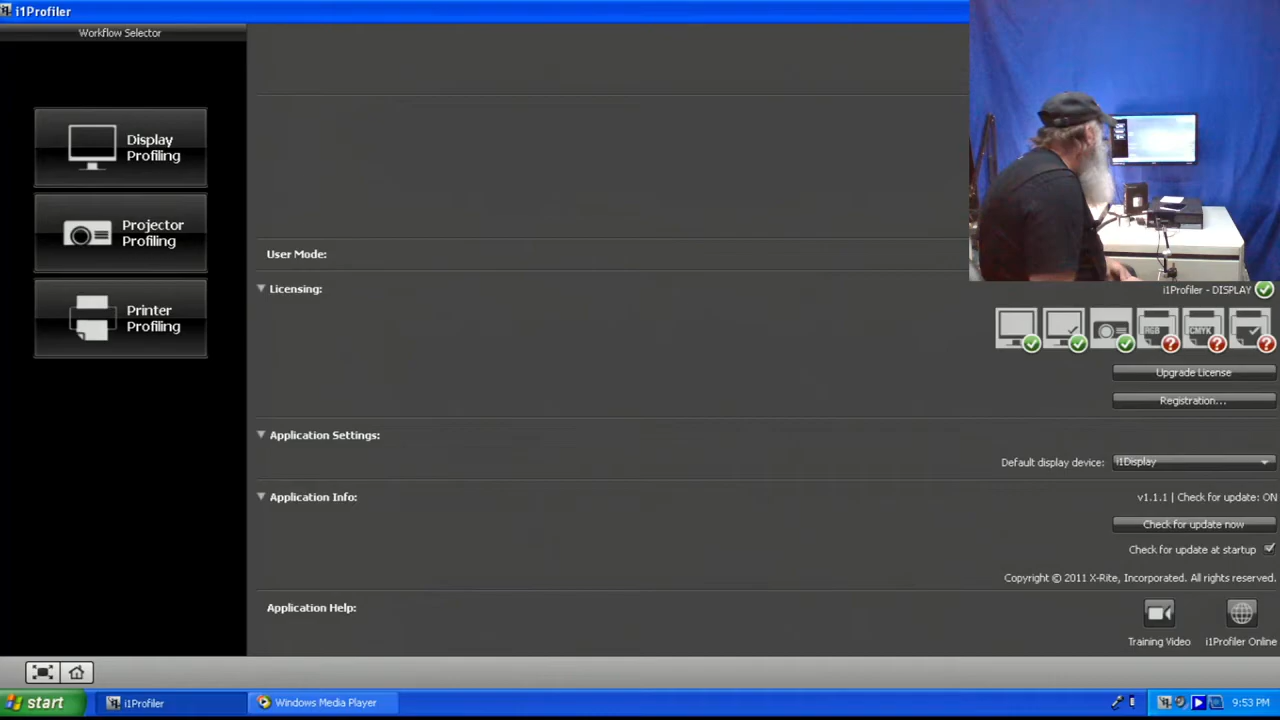 i1Profiler
Workflow Selector
Display
Profiling
Projector
Profiling
Printer
Profiling
User Mode:
Licensing:
i1Profiler - DISPLAY
RGB
CMYK
Upgrade License
Registration...
Application Settings:
Default display device:
i1Display
Application Info:
v1.1.1 | Check for update: ON
Check for update now
Check for update at startup
Copyright © 2011 X-Rite, Incorporated. All rights reserved.
Application Help:
Training Video
i1Profiler Online
start
i1Profiler
Windows Media Player
9:53 PM